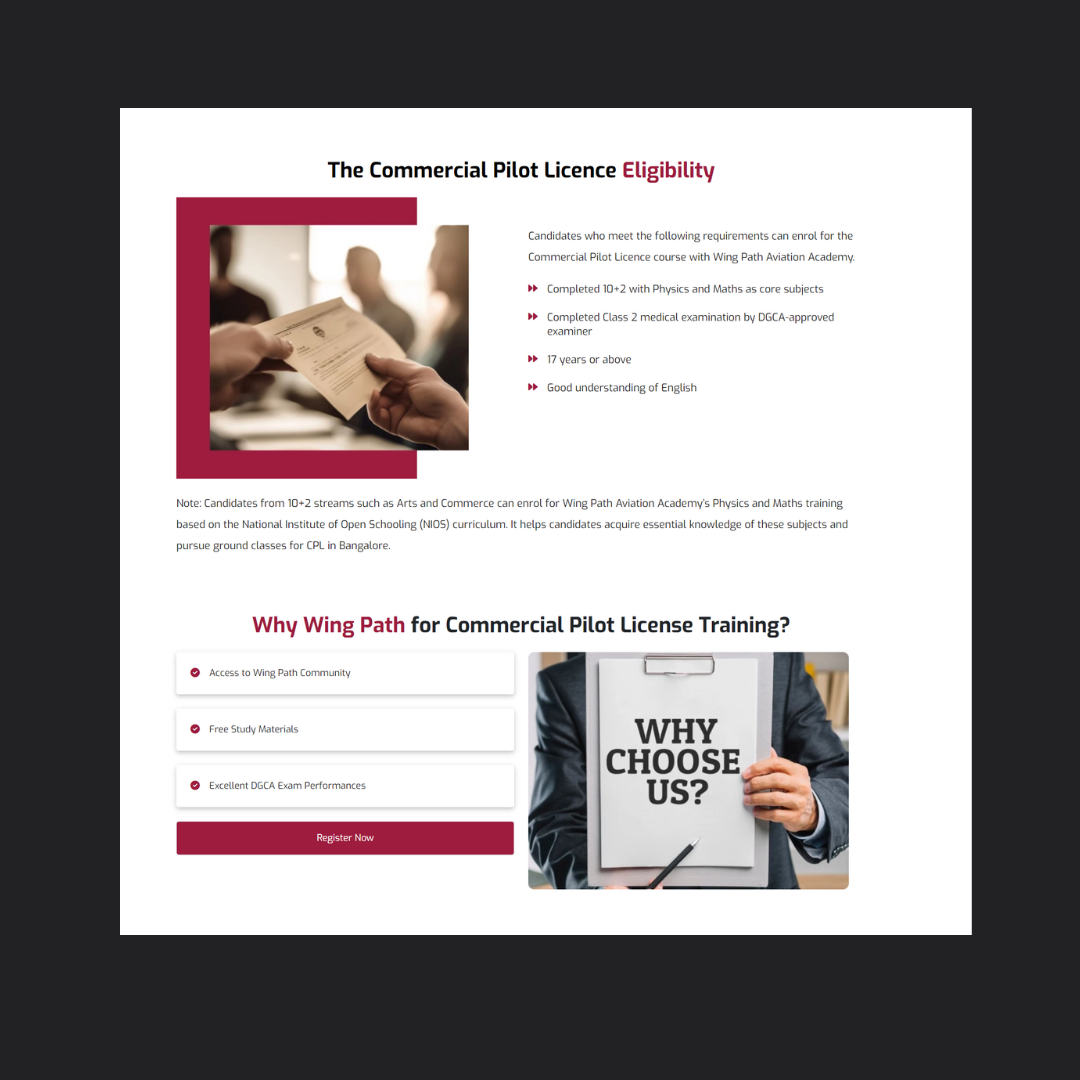 The Commercial Pilot Licence Eligibility
Candidates who meet the following requirements can enrol for the
Commercial Pilot Licence course with Wing Path Aviation Academy.
Completed 10+2 with Physics and Maths as core subjects
Completed Class 2 medical examination by DGCA-approved
examiner
17 years or above
Good understanding of English
Note: Candidates from 10+2 streams such as Arts and Commerce can enrol for Wing Path Aviation Academy's Physics and Maths training
based on the National Institute of Open Schooling (NIOS) curriculum. It helps candidates acquire essential knowledge of these subjects and
pursue ground classes for CPL in Bangalore.
Why Wing Path for Commercial Pilot License Training?
Access to Wing Path Community
Free Study Materials
Excellent DGCA Exam Performances
Register Now
WHY
CHOOSE
US?